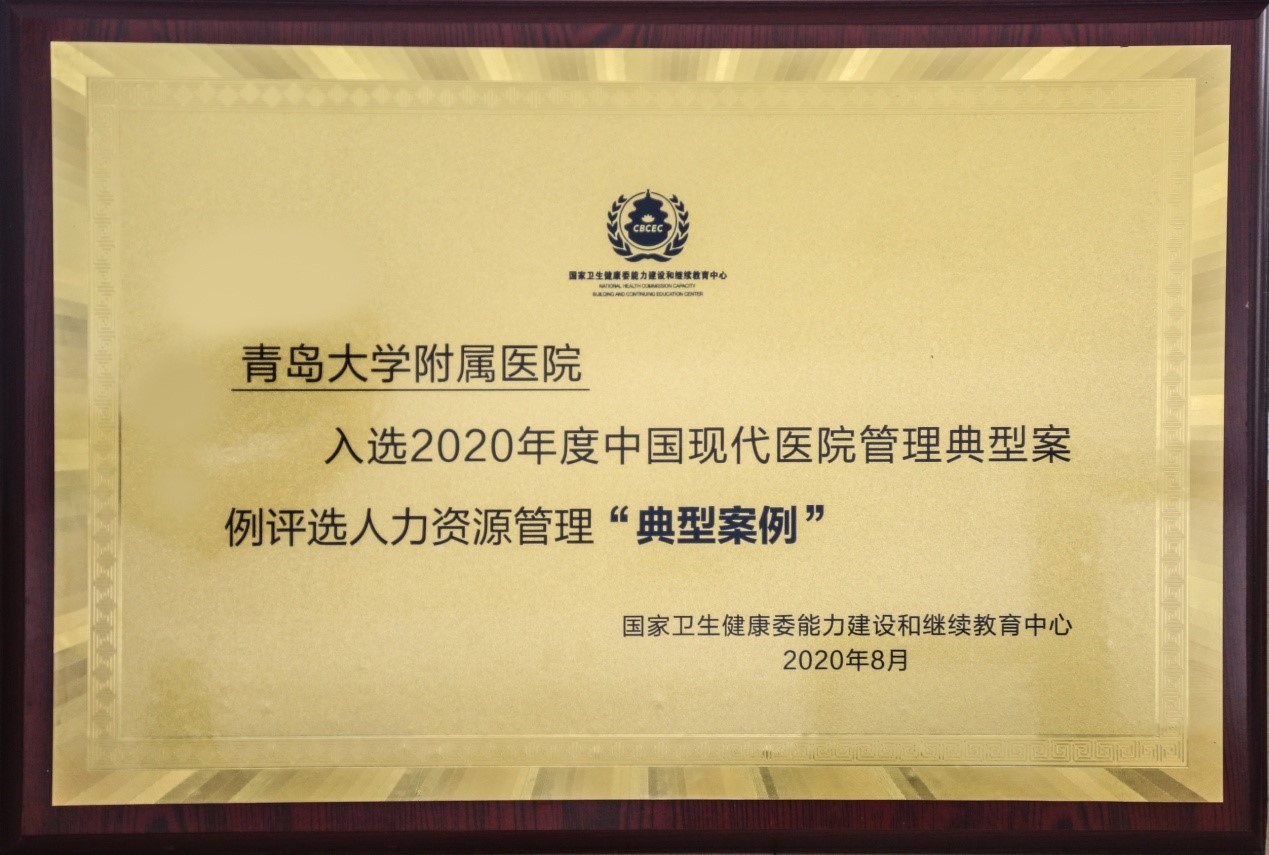 CBCEC
国家卫生健康委能力建设和继续教育中心
NATIONAL HEALTH COMMISSION CAPACITY
BUILDING AND CONTINUING EDUCATION CENTER
青岛大学附属医院
入选2020年度中国现代医院管理典型案
例评选人力资源管理“典型案例”
国家卫生健康委能力建设和继续教育中心
2020年8月